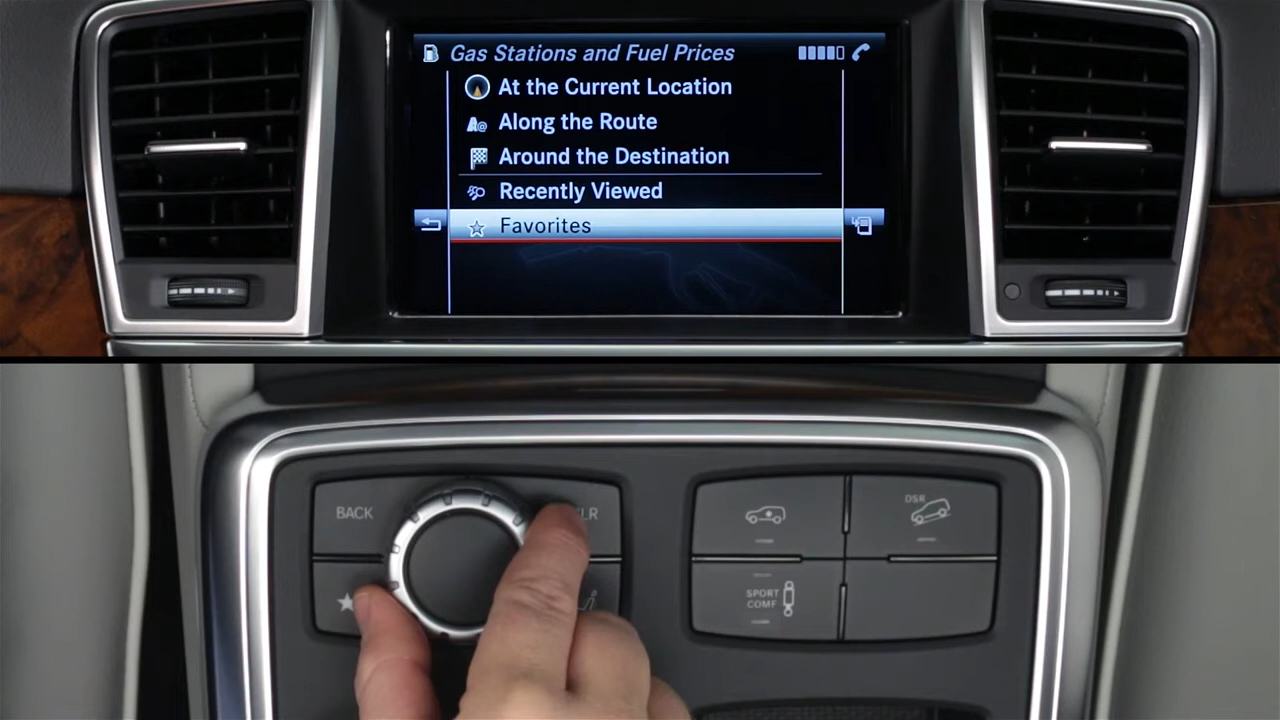 Gas Stations and Fuel Prices
At the Current Location
Along the Route
Around the Destination
Recently Viewed
Favorites
BACK
LR
DSR
SPORT
COMF